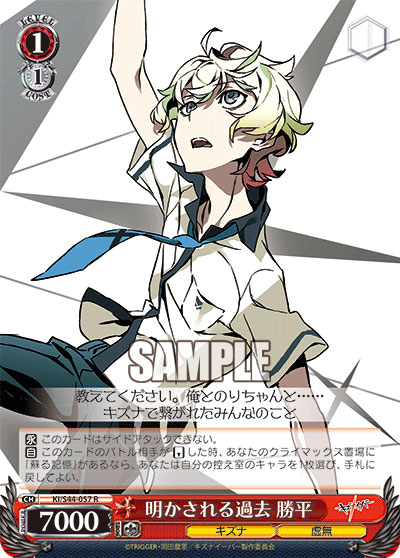 LEVEL
1
1
COST
SAMPLE
教えてください。俺とのりちゃんと……
キズナで繋がれたみんなのこと
永 このカードはサイドアタックできない。
自 このカードのバトル相手が した時、あなたのクライマックス置場に
「蘇る記憶」があるなら、あなたは自分の控え室のキャラを1枚選び、手札に
戻してよい。
CH KI/S44-057 R
7000
明かされる過去 勝平
キズナイーバー
キズナ
虚無
©TRIGGER・岡田麿里／キズナイーバー製作委員会